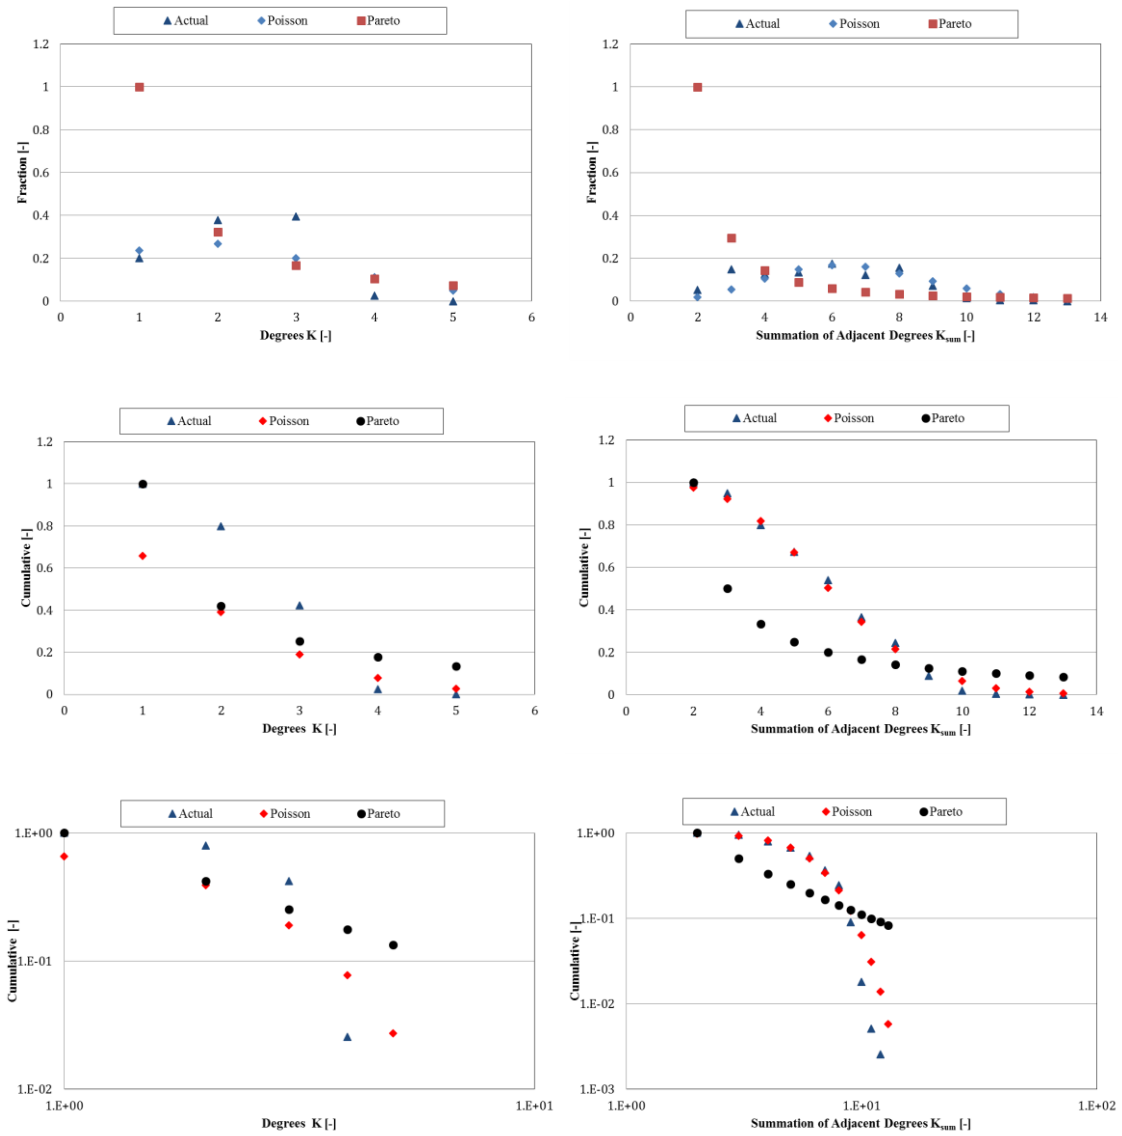 Actual Poisson Pareto
1.2
1
0.8
0.6
0.4
0.2
0
Fraction [-]
0 1 2 3 4 5 6
Degrees K [-]
Actual Poisson Pareto
1.2
1
0.8
0.6
0.4
0.2
0
Fraction [-]
0 2 4 6 8 10 12 14
Summation of Adjacent Degrees Ksum [-]
Actual Poisson Pareto
1.2
1
0.8
0.6
0.4
0.2
0
Cumulative [-]
0 1 2 3 4 5 6
Degrees K [-]
Actual Poisson Pareto
1.2
1
0.8
0.6
0.4
0.2
0
Cumulative [-]
0 2 4 6 8 10 12 14
Summation of Adjacent Degrees Ksum [-]
Actual Poisson Pareto
1.E+00
1.E-01
1.E-02
Cumulative [-]
1.E+00 1.E+01
Degrees K [-]
Actual Poisson Pareto
1.E+00
1.E-01
1.E-02
1.E-03
Cumulative [-]
1.E+00 1.E+01 1.E+02
Summation of Adjacent Degrees Ksum [-]